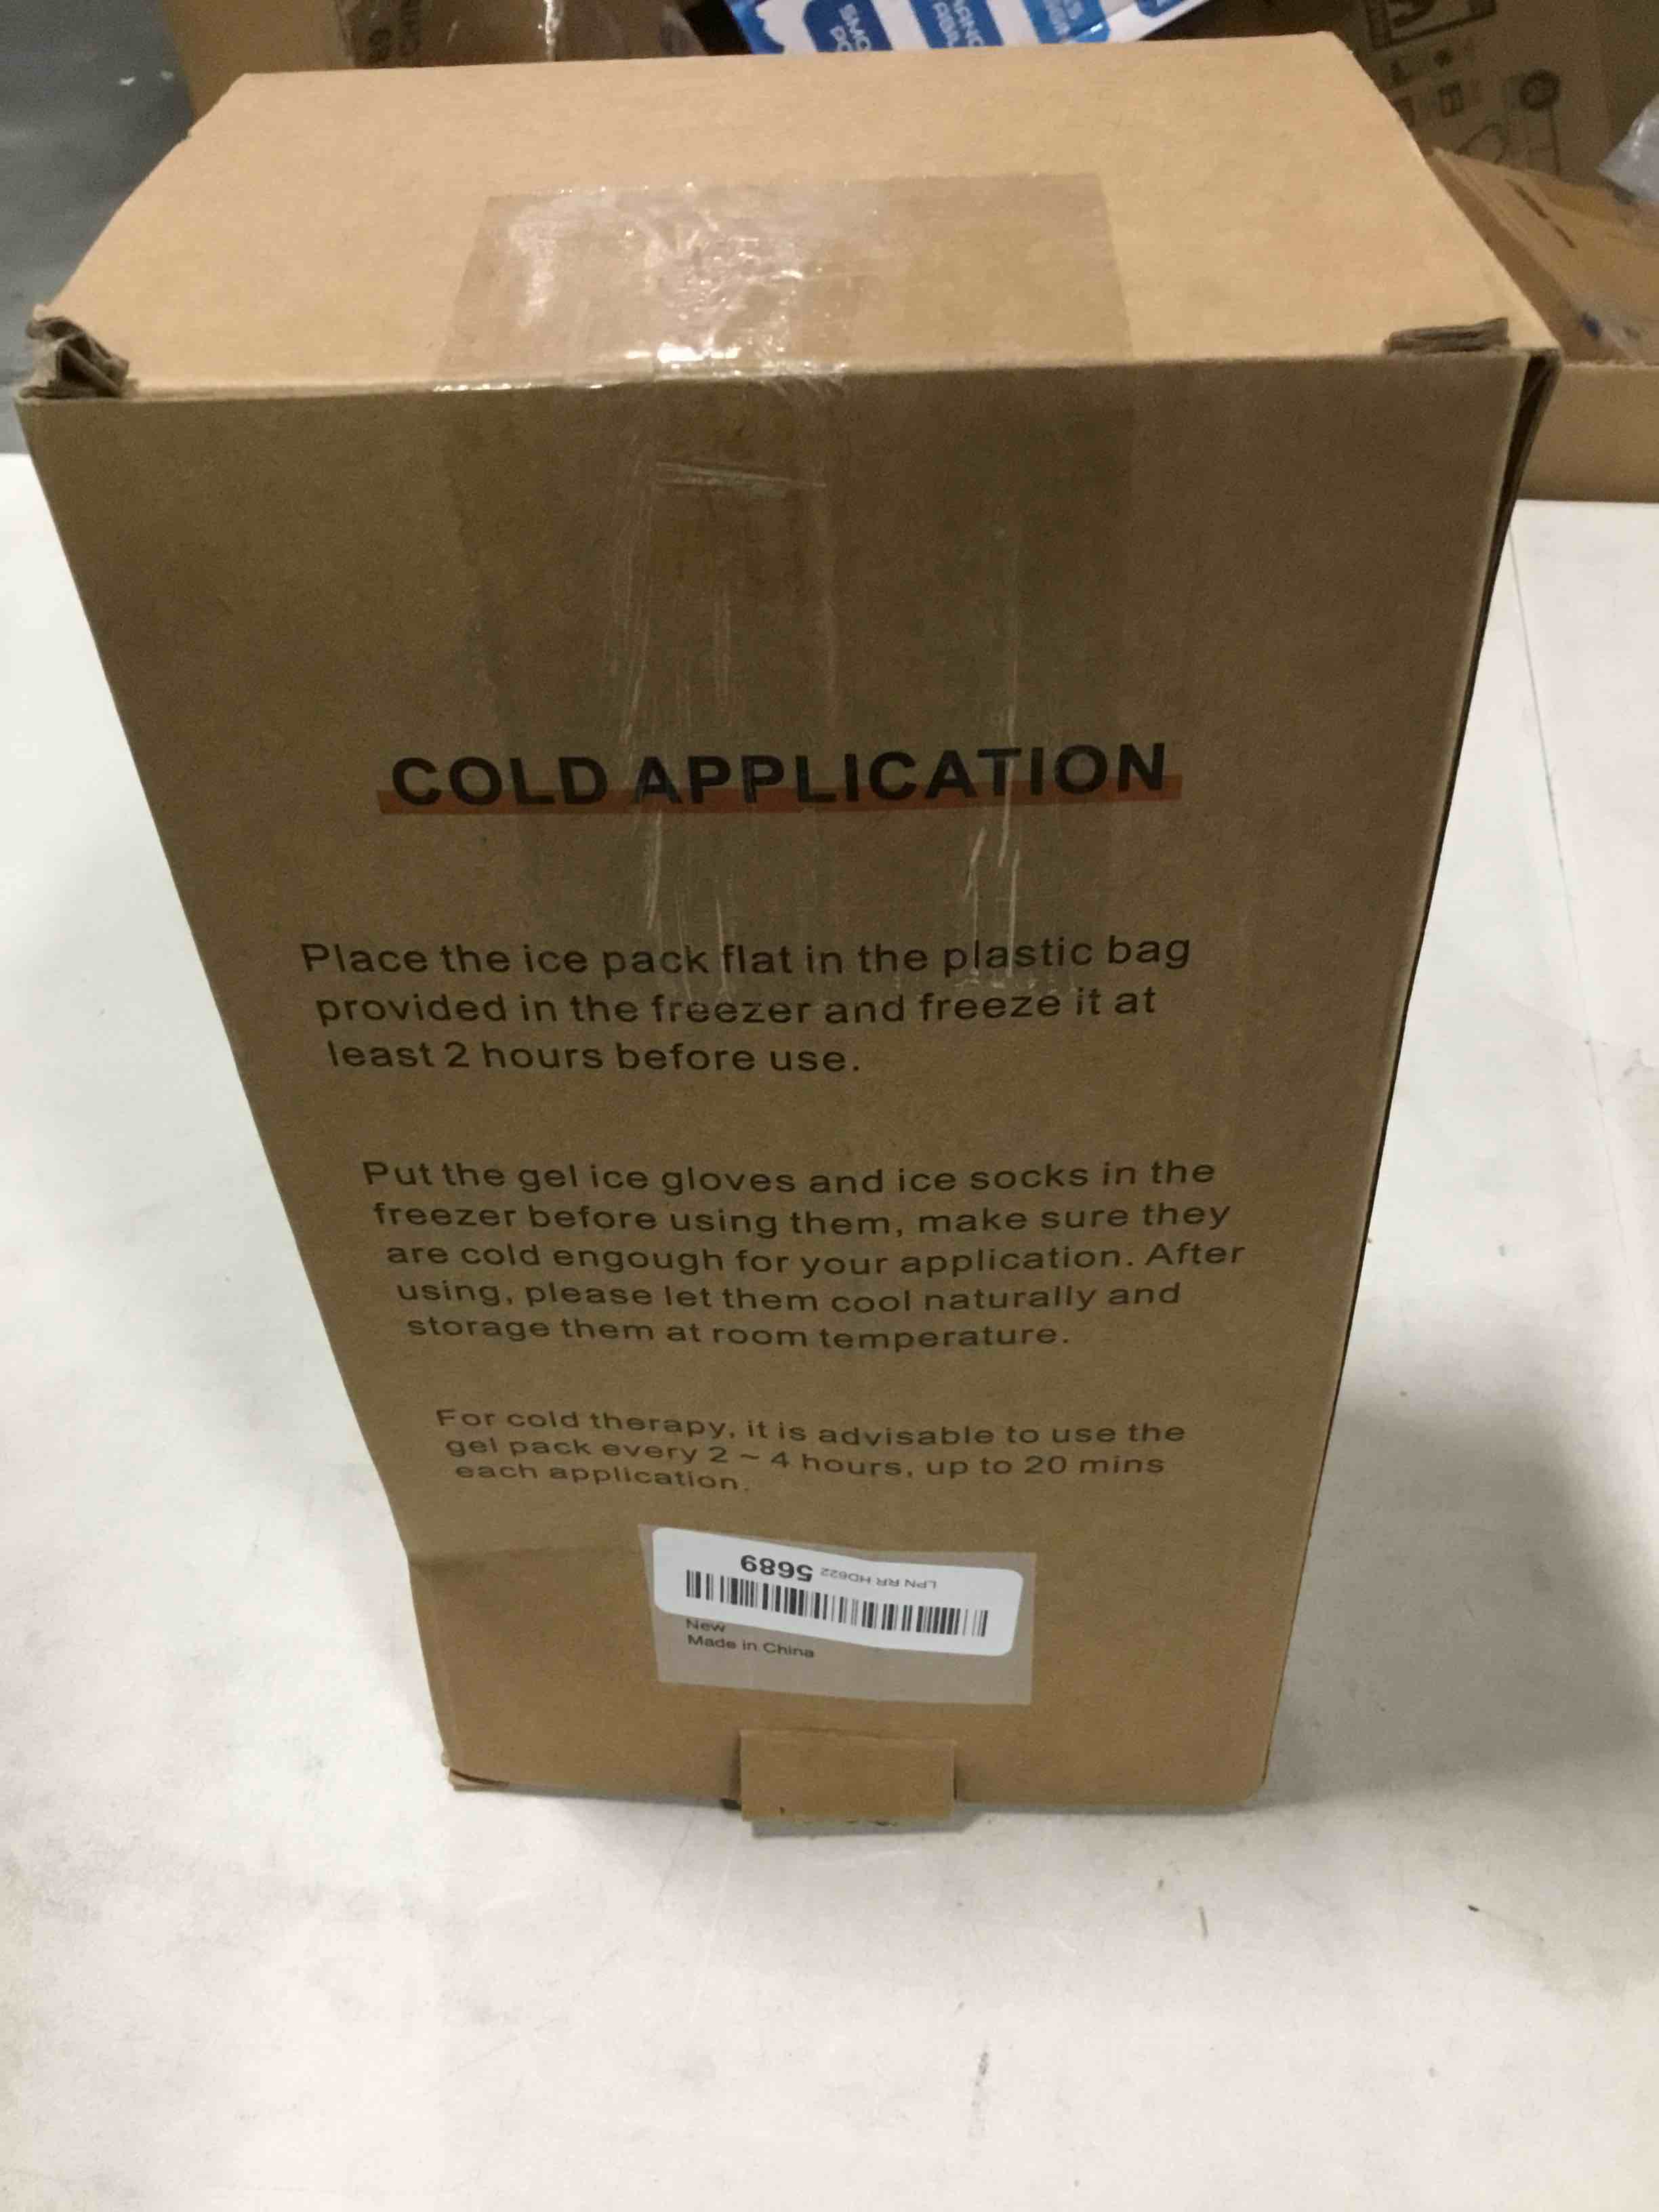 COLD APPLICATION
Place the ice pack flat in the plastic bag
provided in the freezer and freeze it at
least 2 hours before use.
Put the gel ice gloves and ice socks in the
freezer before using them, make sure they
are cold engough for your application. After
using, please let them cool naturally and
storage them at room temperature.
For cold therapy, it is advisable to use the
gel pack every 2 ~ 4 hours, up to 20 mins
each application.
LPN RR HD622 5689
New
Made in China